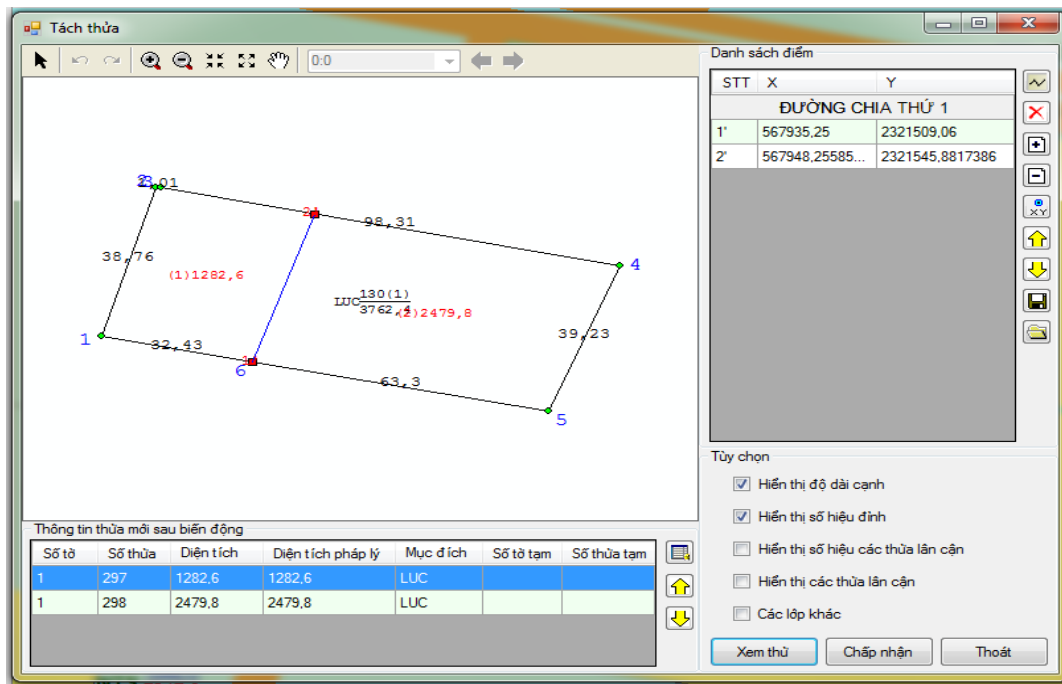 Tách thửa
0:0
Danh sách điểm
STT X Y
ĐƯỜNG CHIA THỨ 1
1' 567935,25 2321509,06
2' 567948,25585... 2321545,8817386
98,31
38,76
(1)1282,6
4
LUC 130(1)
3762,4
(2)2479,8
39,23
1
32,43
6
63,3
5
Tùy chọn
Hiển thị độ dài cạnh
Hiển thị số hiệu đỉnh
Hiển thị số hiệu các thửa lân cận
Hiển thị các thửa lân cận
Các lớp khác
Xem thử Chấp nhận Thoát
Thông tin thửa mới sau biến động
Số tờ Số thửa Diện tích Diện tích pháp lý Mục đích Số tờ tạm Số thửa tạm
1 297 1282,6 1282,6 LUC
1 298 2479,8 2479,8 LUC